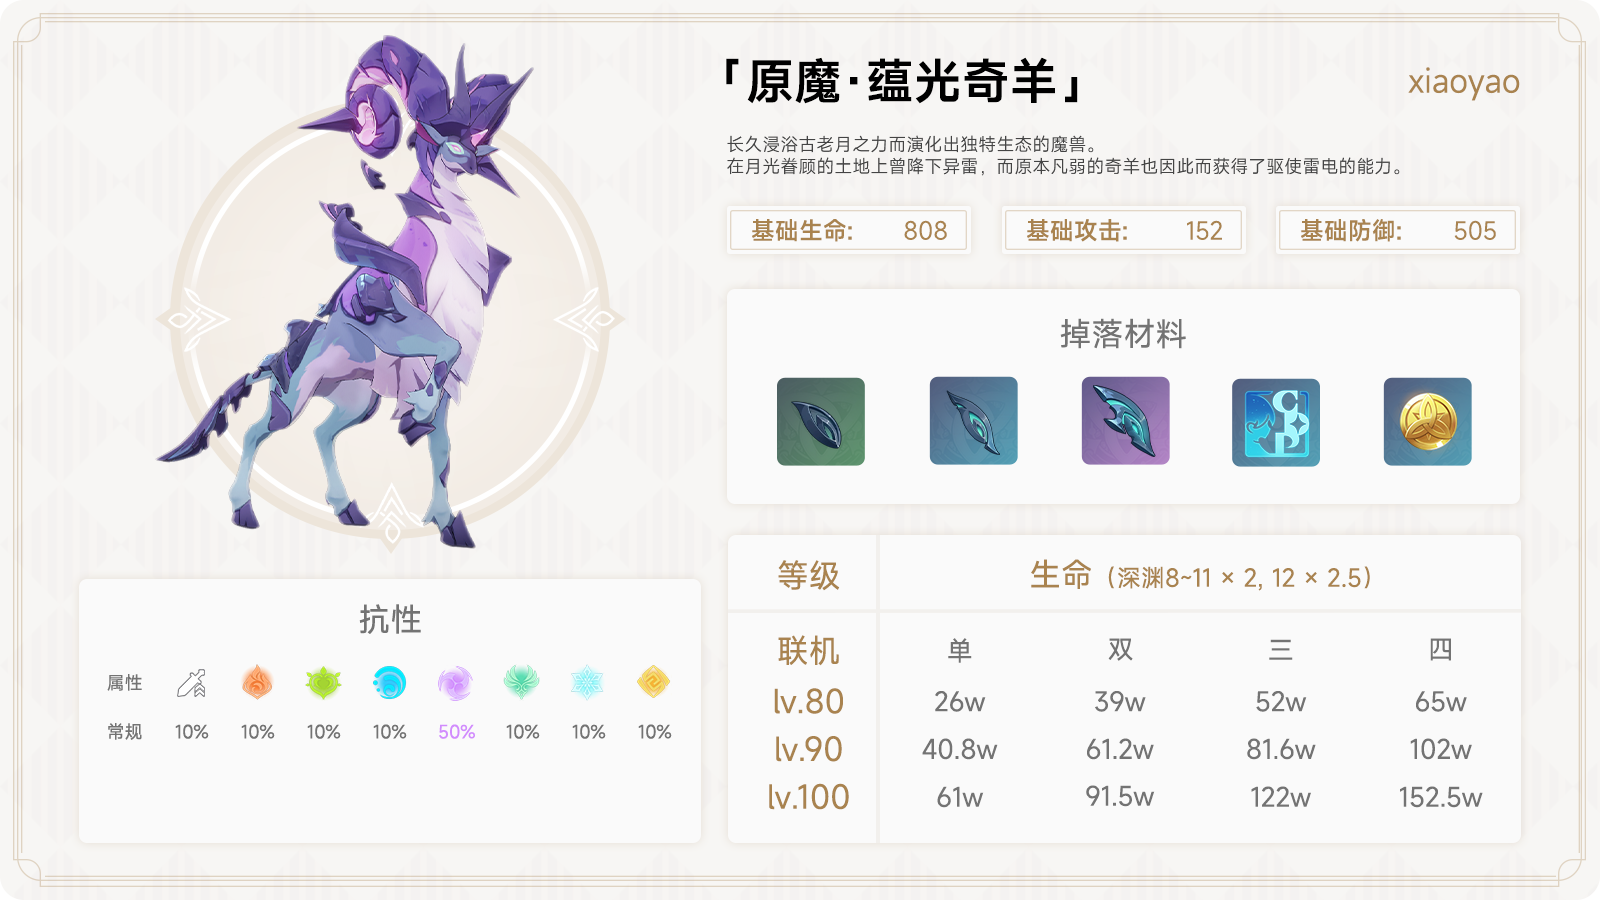 「原魔·蕴光奇羊」
xiaoyao
长久浸浴古老月之力而演化出独特生态的魔兽。
在月光眷顾的土地上曾降下异雷，而原本凡弱的奇羊也因此而获得了驱使雷电的能力。
基础生命: 808
基础攻击: 152
基础防御: 505
掉落材料
抗性
属性
常规 10% 10% 10% 10% 50% 10% 10% 10%
等级 生命（深渊8~11 × 2, 12 × 2.5）
联机 单 双 三 四
lv.80 26w 39w 52w 65w
lv.90 40.8w 61.2w 81.6w 102w
lv.100 61w 91.5w 122w 152.5w